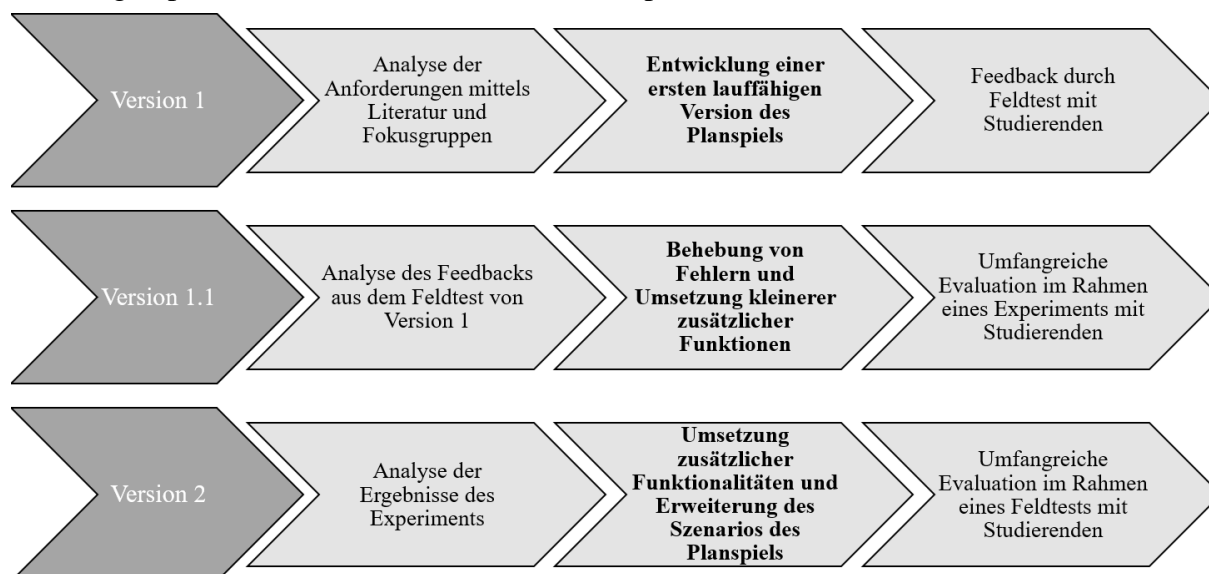 Version 1
Analyse der
Anforderungen mittels
Literatur und
Fokusgruppen
Entwicklung einer
ersten lauffähigen
Version des
Planspiels
Feedback durch
Feldtest mit
Studierenden
Version 1.1
Analyse des Feedbacks
aus dem Feldtest von
Version 1
Behebung von
Fehlern und
Umsetzung kleinerer
zusätzlicher
Funktionen
Umfangreiche
Evaluation im Rahmen
eines Experiments mit
Studierenden
Version 2
Analyse der
Ergebnisse des
Experiments
Umsetzung
zusätzlicher
Funktionalitäten und
Erweiterung des
Szenarios des
Planspiels
Umfangreiche
Evaluation im Rahmen
eines Feldtests mit
Studierenden